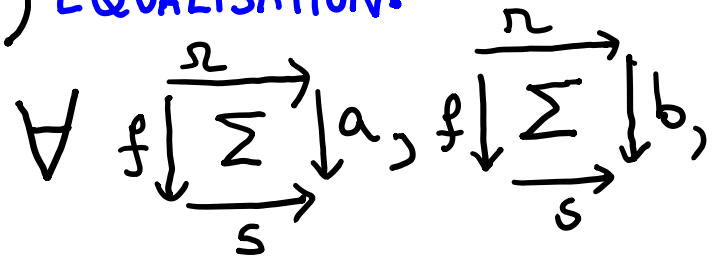 ) EQUALISATION:
∀ f r Σ a, f r Σ b,
s s